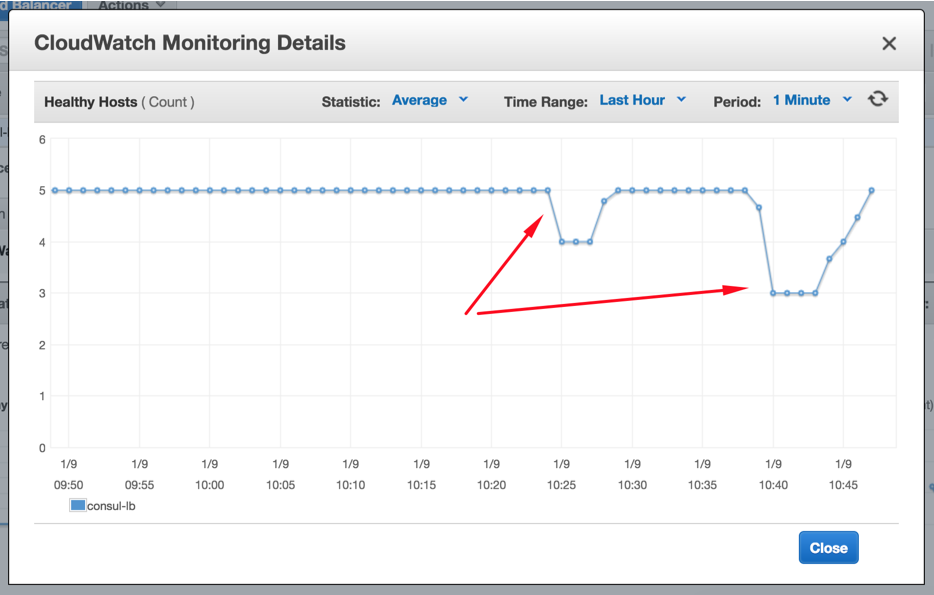 d Balancer Actions
CloudWatch Monitoring Details
Healthy Hosts ( Count ) Statistic: Average Time Range: Last Hour Period: 1 Minute
6
5
4
3
2
1
0
1/9 1/9 1/9 1/9 1/9 1/9 1/9 1/9 1/9 1/9 1/9 1/9
09:50 09:55 10:00 10:05 10:10 10:15 10:20 10:25 10:30 10:35 10:40 10:45
consul-lb
Close